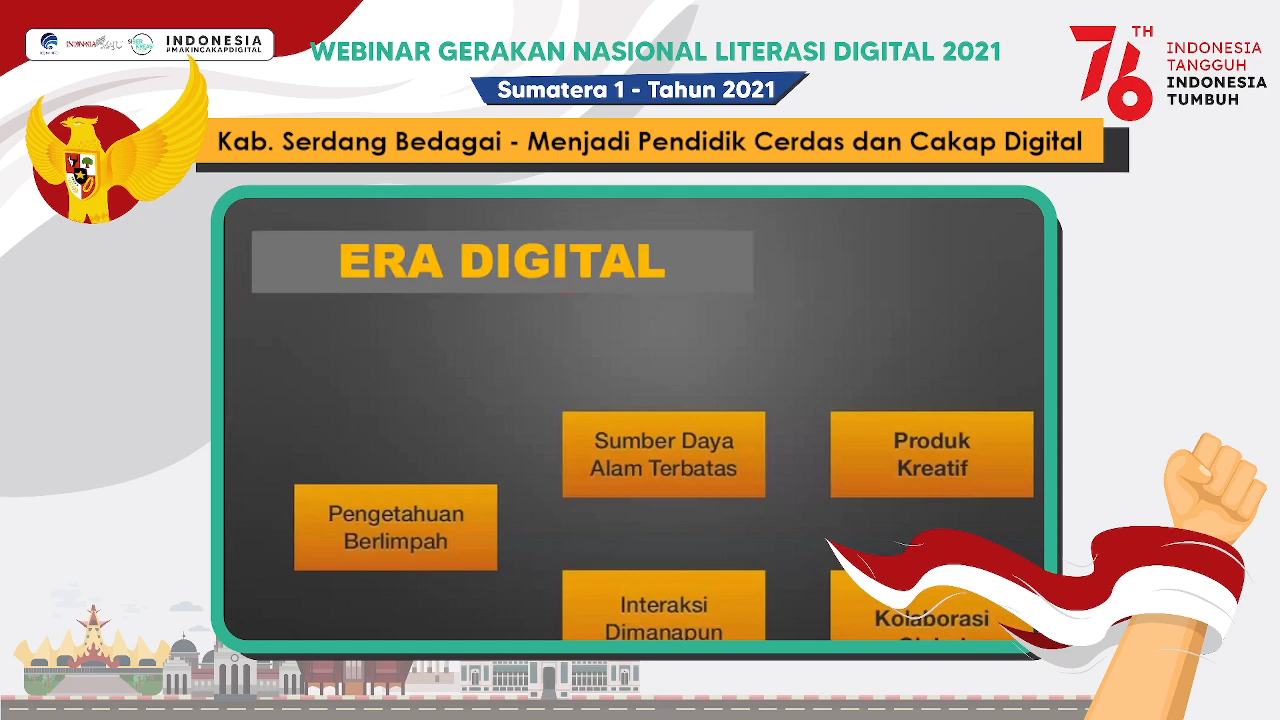 INDONESIA
#MAKINCAKAPDIGITAL
WEBINAR GERAKAN NASIONAL LITERASI DIGITAL 2021
Sumatera 1 - Tahun 2021
76 TH
INDONESIA
TANGGUH
INDONESIA
TUMBUH
Kab. Serdang Bedagai - Menjadi Pendidik Cerdas dan Cakap Digital
ERA DIGITAL
Sumber Daya
Alam Terbatas
Produk
Kreatif
Pengetahuan
Berlimpah
Interaksi
Dimanapun
Kolaborasi